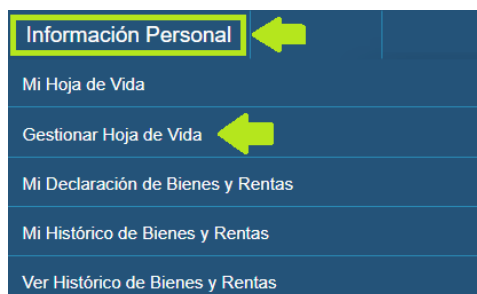 Información Personal
Mi Hoja de Vida
Gestionar Hoja de Vida
Mi Declaración de Bienes y Rentas
Mi Histórico de Bienes y Rentas
Ver Histórico de Bienes y Rentas